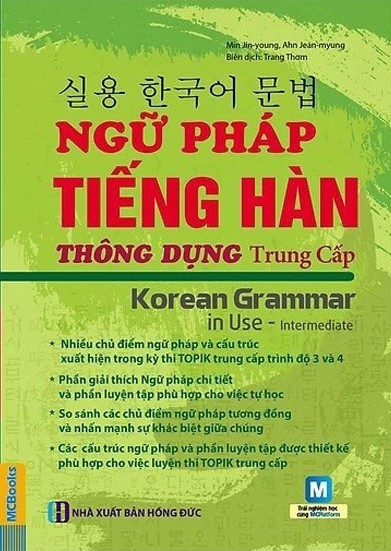 Min Jin-young, Ahn Jean-myung
Biên dịch: Trang Thơm
실용 한국어 문법
NGỮ PHÁP
TIẾNG HÀN
THÔNG DỤNG Trung Cấp
Korean Grammar
in Use - Intermediate
* Nhiều chủ điểm ngữ pháp và cấu trúc
xuất hiện trong kỳ thi TOPIK trung cấp trình độ 3 và 4
* Phần giải thích Ngữ pháp chi tiết
và phần luyện tập phù hợp cho việc tự học
* So sánh các chủ điểm ngữ pháp tương đồng
và nhấn mạnh sự khác biệt giữa chúng
* Các cấu trúc ngữ pháp và phần luyện tập được thiết kế
phù hợp cho việc luyện thi TOPIK trung cấp
MCBooks
NHÀ XUẤT BẢN HỒNG ĐỨC
M
Trải nghiệm học
cùng MCPlatform